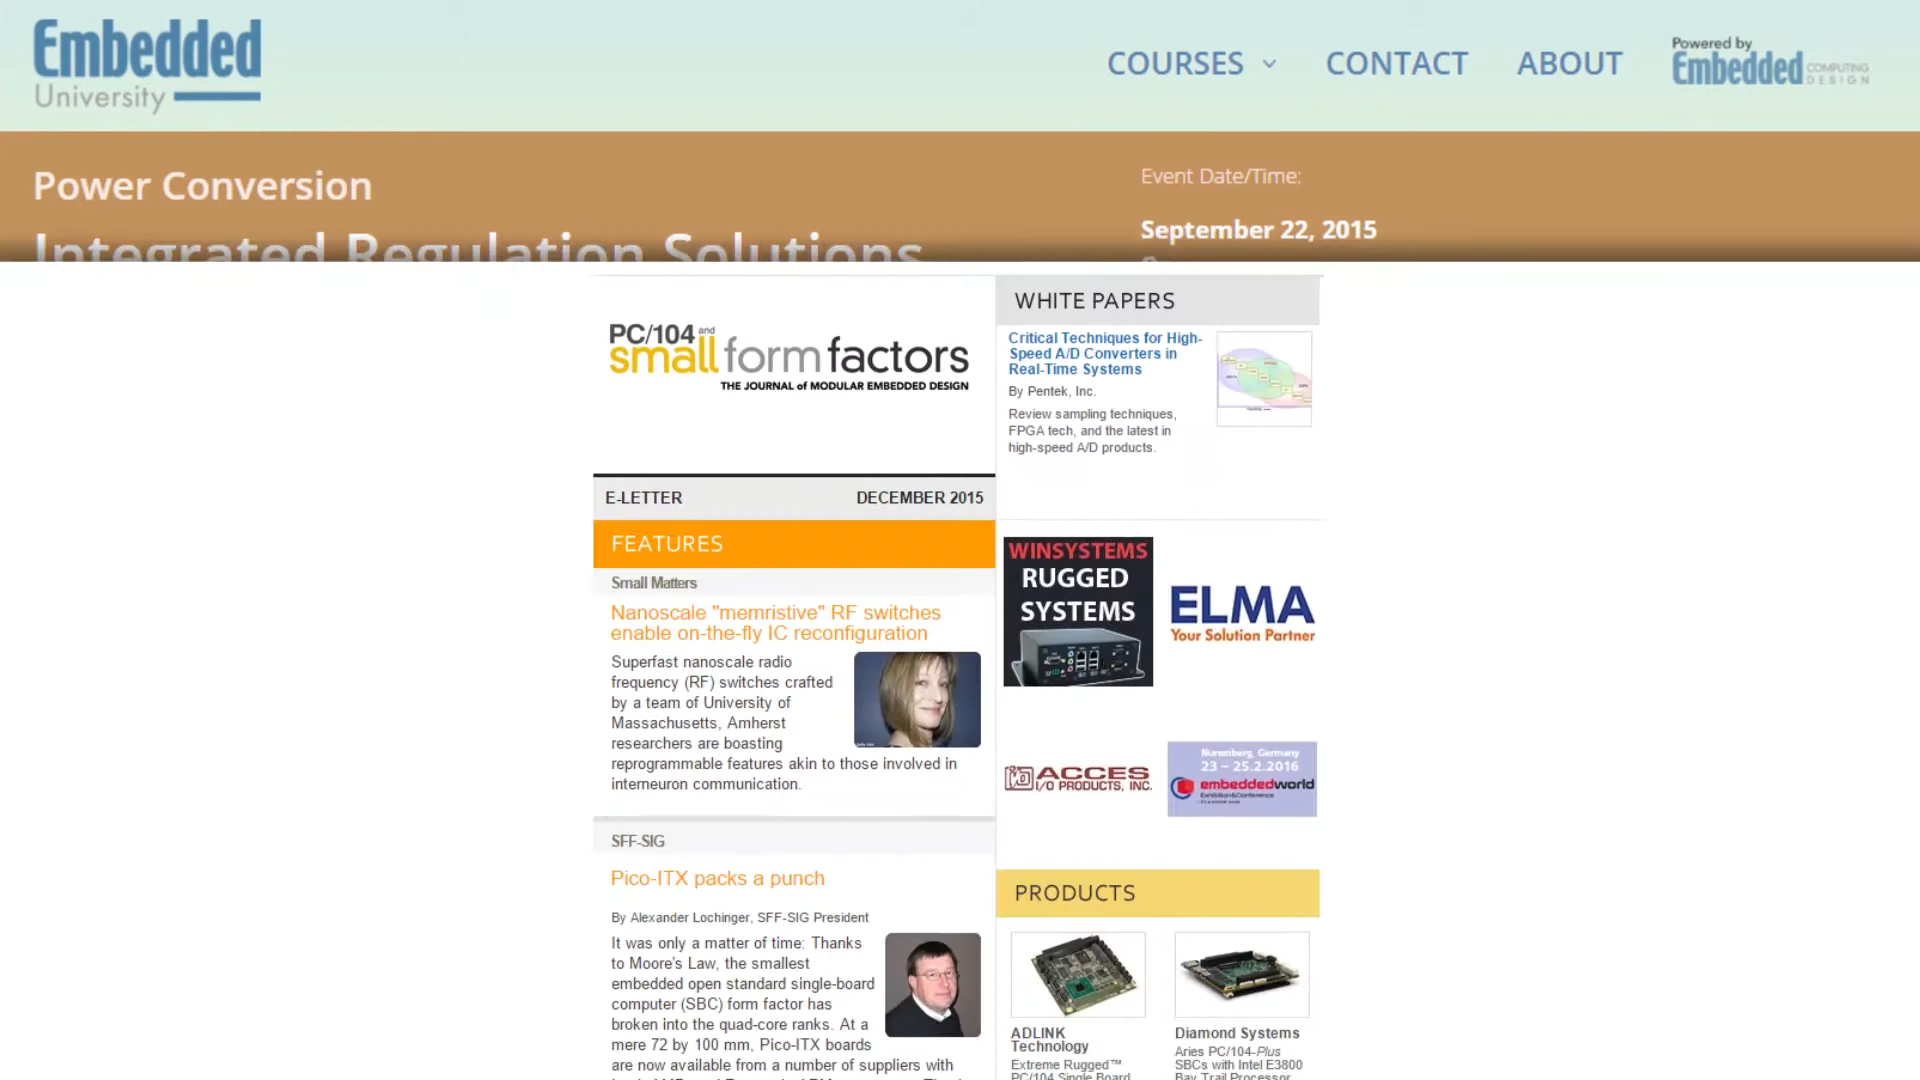 Embedded
University
COURSES
CONTACT
ABOUT
Powered by
Embedded COMPUTING
DESIGN
Power Conversion
Integrated Regulation Solutions
Event Date/Time:
September 22, 2015
PC/104 and
small form factors
THE JOURNAL of MODULAR EMBEDDED DESIGN
E-LETTER DECEMBER 2015
FEATURES
Small Matters
Nanoscale "memristive" RF switches
enable on-the-fly IC reconfiguration
Superfast nanoscale radio
frequency (RF) switches crafted
by a team of University of
Massachusetts, Amherst
researchers are boasting
reprogrammable features akin to those involved in
interneuron communication.
SFF-SIG
Pico-ITX packs a punch
By Alexander Lochinger, SFF-SIG President
It was only a matter of time: Thanks
to Moore's Law, the smallest
embedded open standard single-board
computer (SBC) form factor has
broken into the quad-core ranks. At a
mere 72 by 100 mm, Pico-ITX boards
are now available from a number of suppliers with
WHITE PAPERS
Critical Techniques for High-
Speed A/D Converters in
Real-Time Systems
By Pentek, Inc.
Review sampling techniques,
FPGA tech, and the latest in
high-speed A/D products.
WINSYSTEMS
RUGGED
SYSTEMS
ELMA
Your Solution Partner
ACCES
I/O PRODUCTS, INC.
Nuremberg, Germany
23 – 25.2.2016
embeddedworld
Exhibition&Conference
PRODUCTS
ADLINK
Technology
Extreme Rugged™
PC/104 Single Board
Diamond Systems
Aries PC/104-Plus
SBCs with Intel E3800
Bay Trail Processor